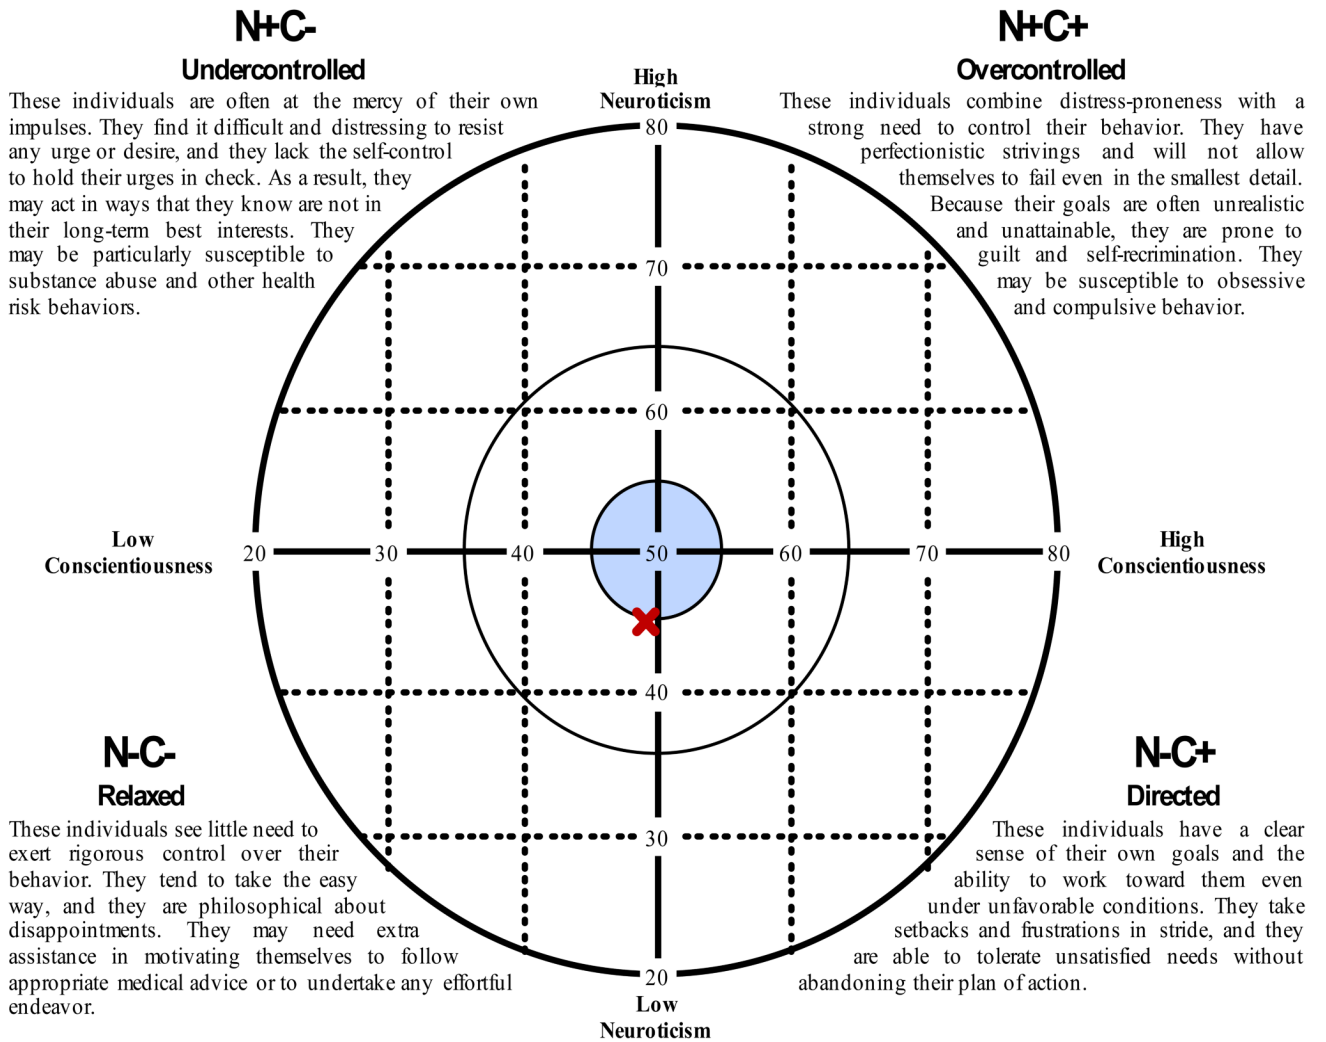 N+C-
Undercontrolled
These individuals are often at the mercy of their own
impulses. They find it difficult and distressing to resist
any urge or desire, and they lack the self-control
to hold their urges in check. As a result, they
may act in ways that they know are not in
their long-term best interests. They
may be particularly susceptible to
substance abuse and other health
risk behaviors.
High
Neuroticism
N+C+
Overcontrolled
These individuals combine distress-proneness with a
strong need to control their behavior. They have
perfectionistic strivings and will not allow
themselves to fail even in the smallest detail.
Because their goals are often unrealistic
and unattainable, they are prone to
guilt and self-recrimination. They
may be susceptible to obsessive
and compulsive behavior.
80
70
60
Low
Conscientiousness
20 30 40 50 60 70 80
High
Conscientiousness
40
30
20
N-C-
Relaxed
These individuals see little need to
exert rigorous control over their
behavior. They tend to take the easy
way, and they are philosophical about
disappointments. They may need extra
assistance in motivating themselves to follow
appropriate medical advice or to undertake any effortful
endeavor.
Low
Neuroticism
N-C+
Directed
These individuals have a clear
sense of their own goals and the
ability to work toward them even
under unfavorable conditions. They take
setbacks and frustrations in stride, and they
are able to tolerate unsatisfied needs without
abandoning their plan of action.